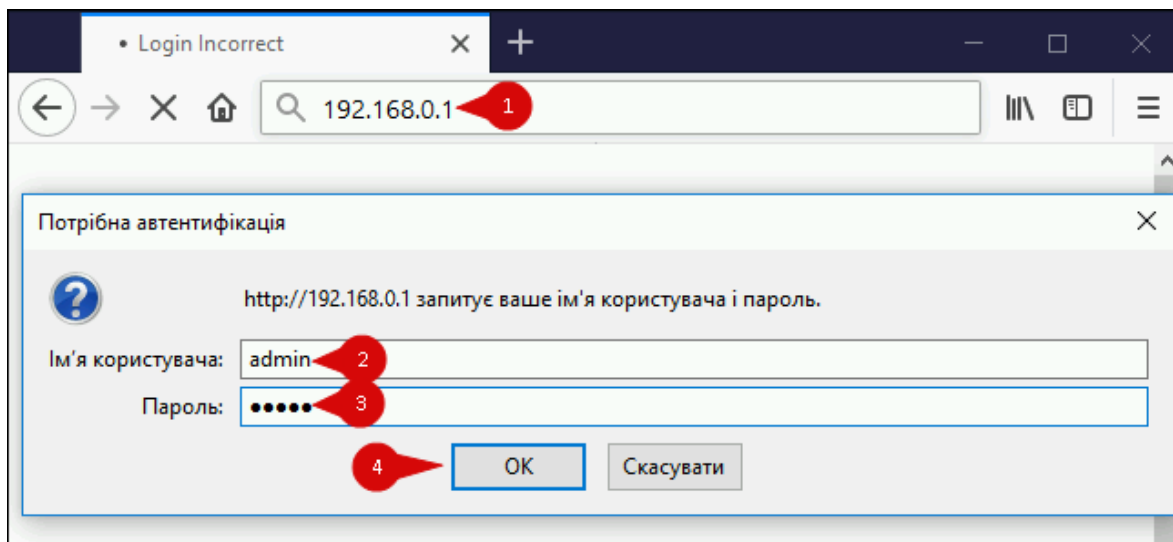 • Login Incorrect
192.168.0.1
1
Потрібна автентифікація
http://192.168.0.1 запитує ваше ім'я користувача і пароль.
Ім'я користувача: admin 2
Пароль: ••••• 3
4 OK Скасувати